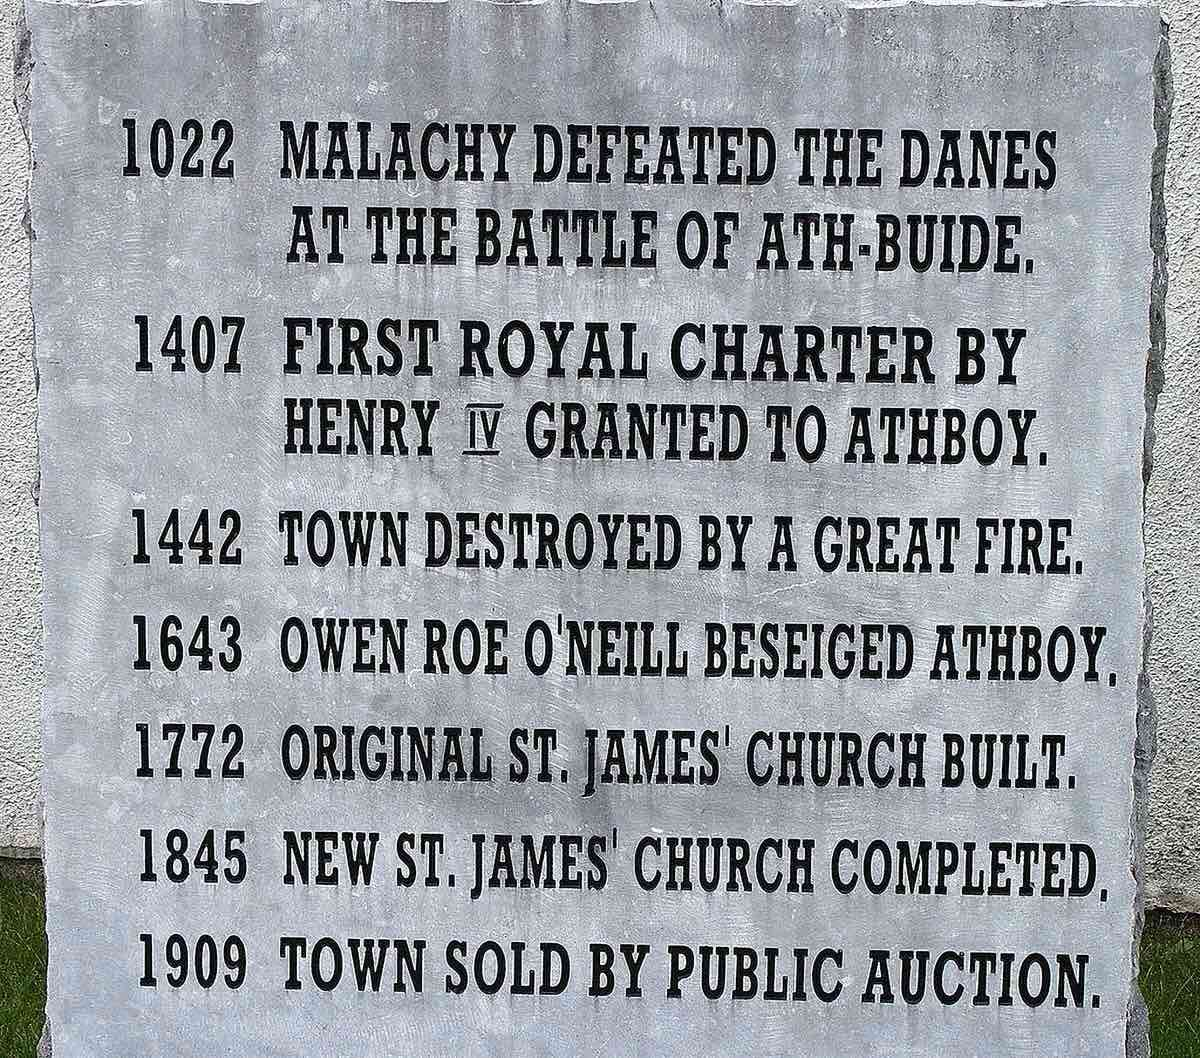 1022 MALACHY DEFEATED THE DANES
AT THE BATTLE OF ATH-BUIDE.
1407 FIRST ROYAL CHARTER BY
HENRY IV GRANTED TO ATHBOY.
1442 TOWN DESTROYED BY A GREAT FIRE.
1643 OWEN ROE O'NEILL BESEIGED ATHBOY.
1772 ORIGINAL ST. JAMES' CHURCH BUILT.
1845 NEW ST. JAMES' CHURCH COMPLETED.
1909 TOWN SOLD BY PUBLIC AUCTION.